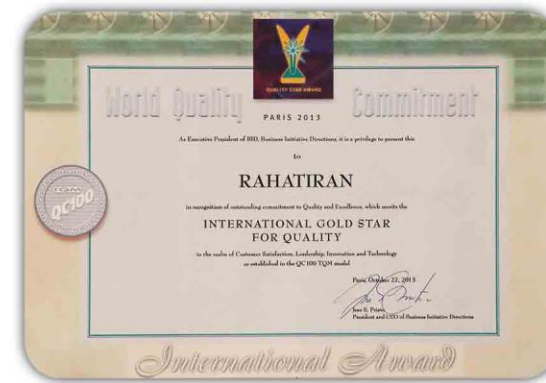 QUALITY STAR AWARD
World Quality Commitment
PARIS 2013
As Executive President of BID, Business Initiative Directions, it is a privilege to present this
to
RAHATIRAN
in recognition of outstanding commitment to Quality and Excellence, which merits the
INTERNATIONAL GOLD STAR
FOR QUALITY
in the realm of Customer Satisfaction, Leadership, Innovation and Technology
as established in the QC100 TQM model
TQM
QC100
Paris, October 22, 2013
Jose E. Prieto
President and CEO of Business Initiative Directions
International Award